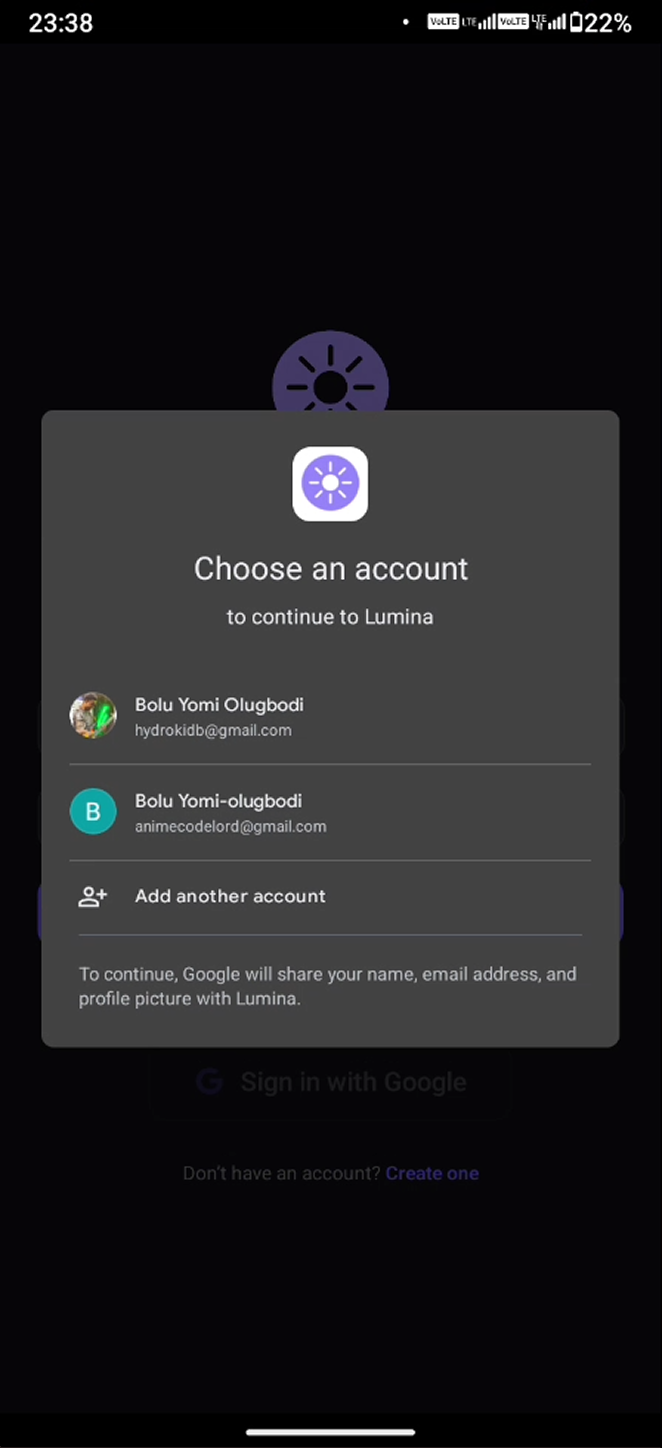 23:38
VoLTE LTE VoLTE LTE 22%
Choose an account
to continue to Lumina
Bolu Yomi Olugbodi
hydrokidb@gmail.com
B
Bolu Yomi-olugbodi
animecodelord@gmail.com
Add another account
To continue, Google will share your name, email address, and
profile picture with Lumina.
G Sign in with Google
Don't have an account? Create one